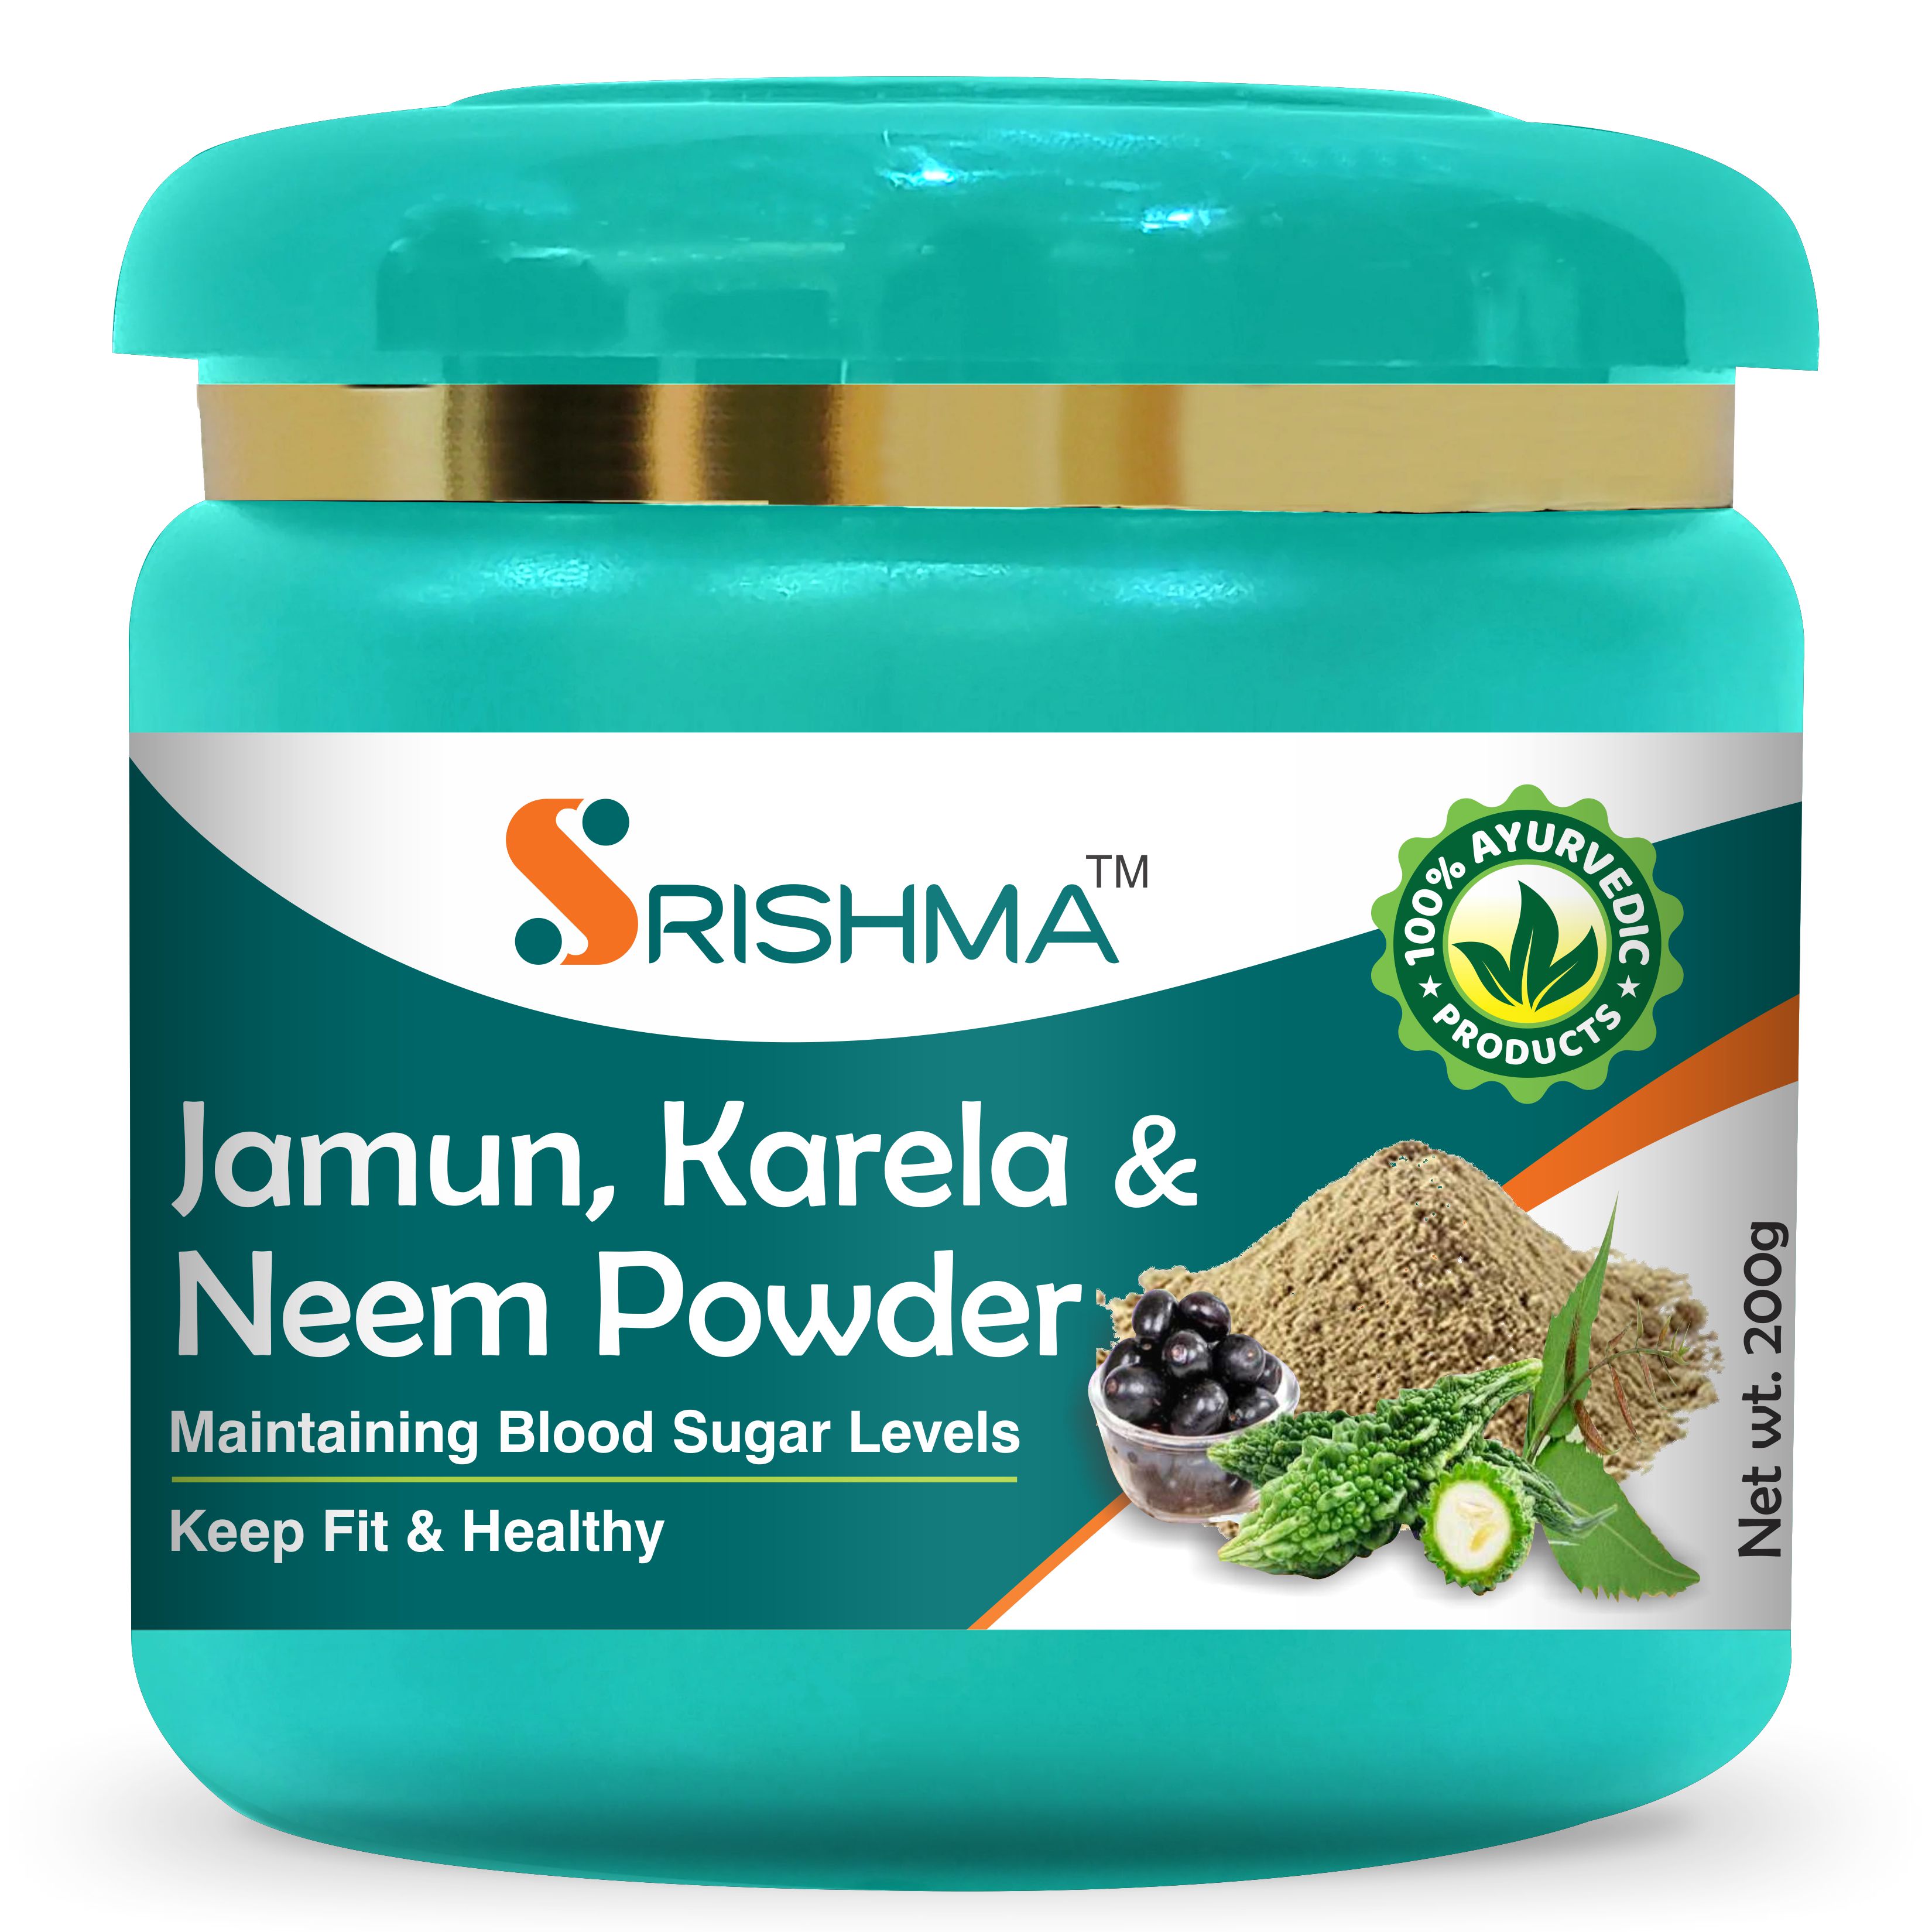 SRISHMA™
100% AYURVEDIC
PRODUCTS
Jamun, Karela &
Neem Powder
Maintaining Blood Sugar Levels
Keep Fit & Healthy
Net wt. 200g